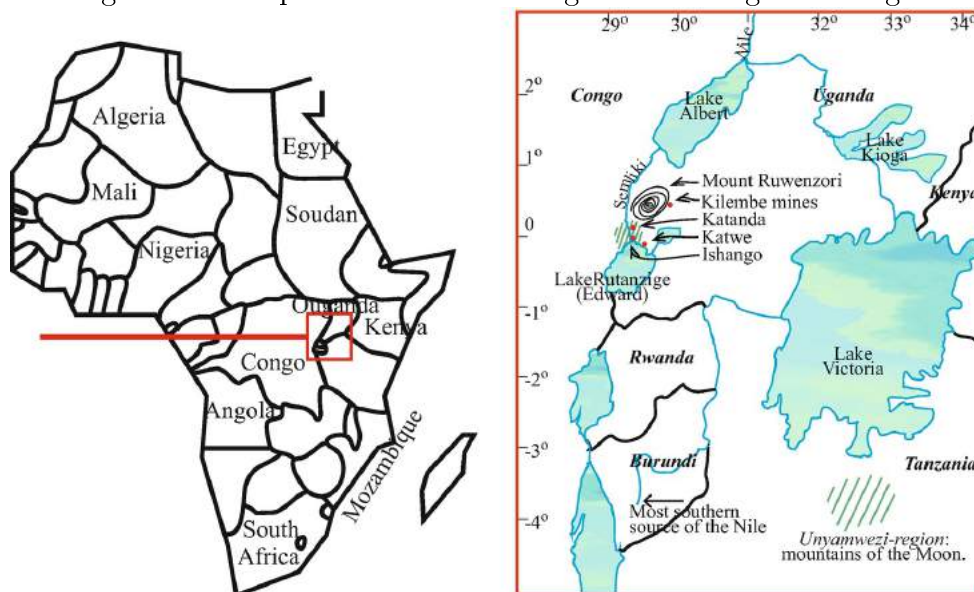 Algeria
Egypt
Mali
Soudan
Nigeria
Ouganda
Kenya
Congo
Angola
Mozambique
South
Africa
29° 30° 32° 33° 34°
Nile
2°
Congo
Lake
Albert
Uganda
Lake
Kioga
1°
Semliki
Mount Ruwenzori
Kilembe mines
Kenya
Katanda
0
Katwe
Ishango
LakeRutanzige
(Edward)
-1°
Rwanda
Lake
Victoria
-2°
-3°
Burundi
Tanzania
Most southern
source of the Nile
-4°
Unyamwezi-region:
mountains of the Moon.